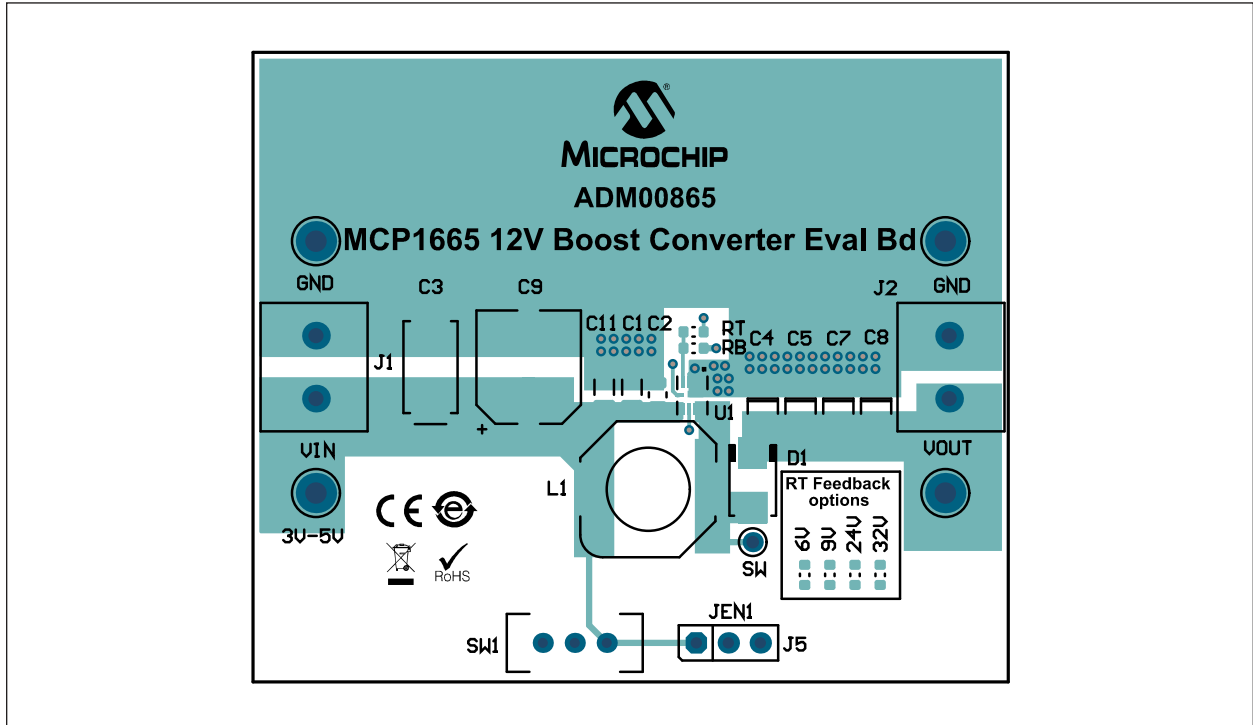 ®
MICROCHIP
ADM00865
MCP1665 12V Boost Converter Eval Bd
GND
C3
C9
J2
GND
C11 C1 C2
RT
RB
C4 C5 C7 C8
J1
U1
+
VIN
VOUT
L1
D1
RT Feedback
options
6V 9V 24V 32V
CE e
3V-5V
RoHS
SW
JEN1
SW1
J5